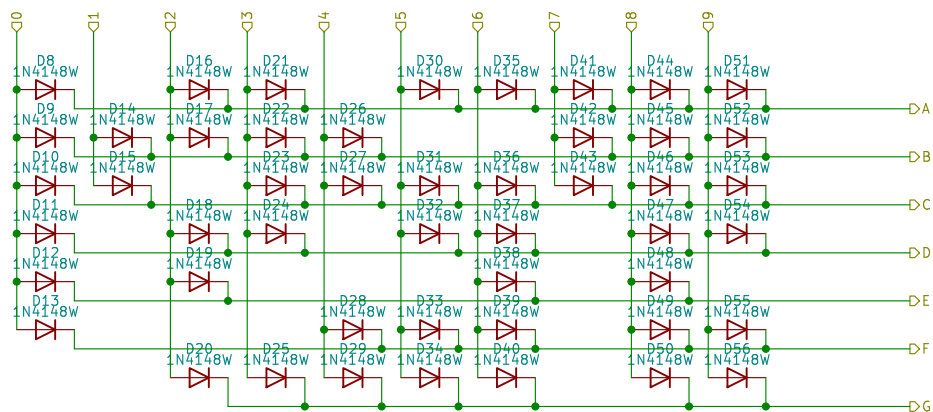 0 1 2 3 4 5 6 7 8 9
D8 D16 D21 D30 D35 D41 D44 D51
1N4148W 1N4148W 1N4148W 1N4148W 1N4148W 1N4148W 1N4148W 1N4148W
A
D9 D14 D17 D22 D26 D42 D45 D52
1N4148W 1N4148W 1N4148W 1N4148W 1N4148W 1N4148W 1N4148W 1N4148W
B
D10 D15 D23 D27 D31 D36 D43 D46 D53
1N4148W 1N4148W 1N4148W 1N4148W 1N4148W 1N4148W 1N4148W 1N4148W 1N4148W
C
D11 D18 D24 D32 D37 D47 D54
1N4148W 1N4148W 1N4148W 1N4148W 1N4148W 1N4148W 1N4148W
D
D12 D19 D38 D48
1N4148W 1N4148W 1N4148W 1N4148W
E
D13 D28 D33 D39 D49 D55
1N4148W 1N4148W 1N4148W 1N4148W 1N4148W 1N4148W
F
D20 D25 D29 D34 D40 D50 D56
1N4148W 1N4148W 1N4148W 1N4148W 1N4148W 1N4148W 1N4148W
G